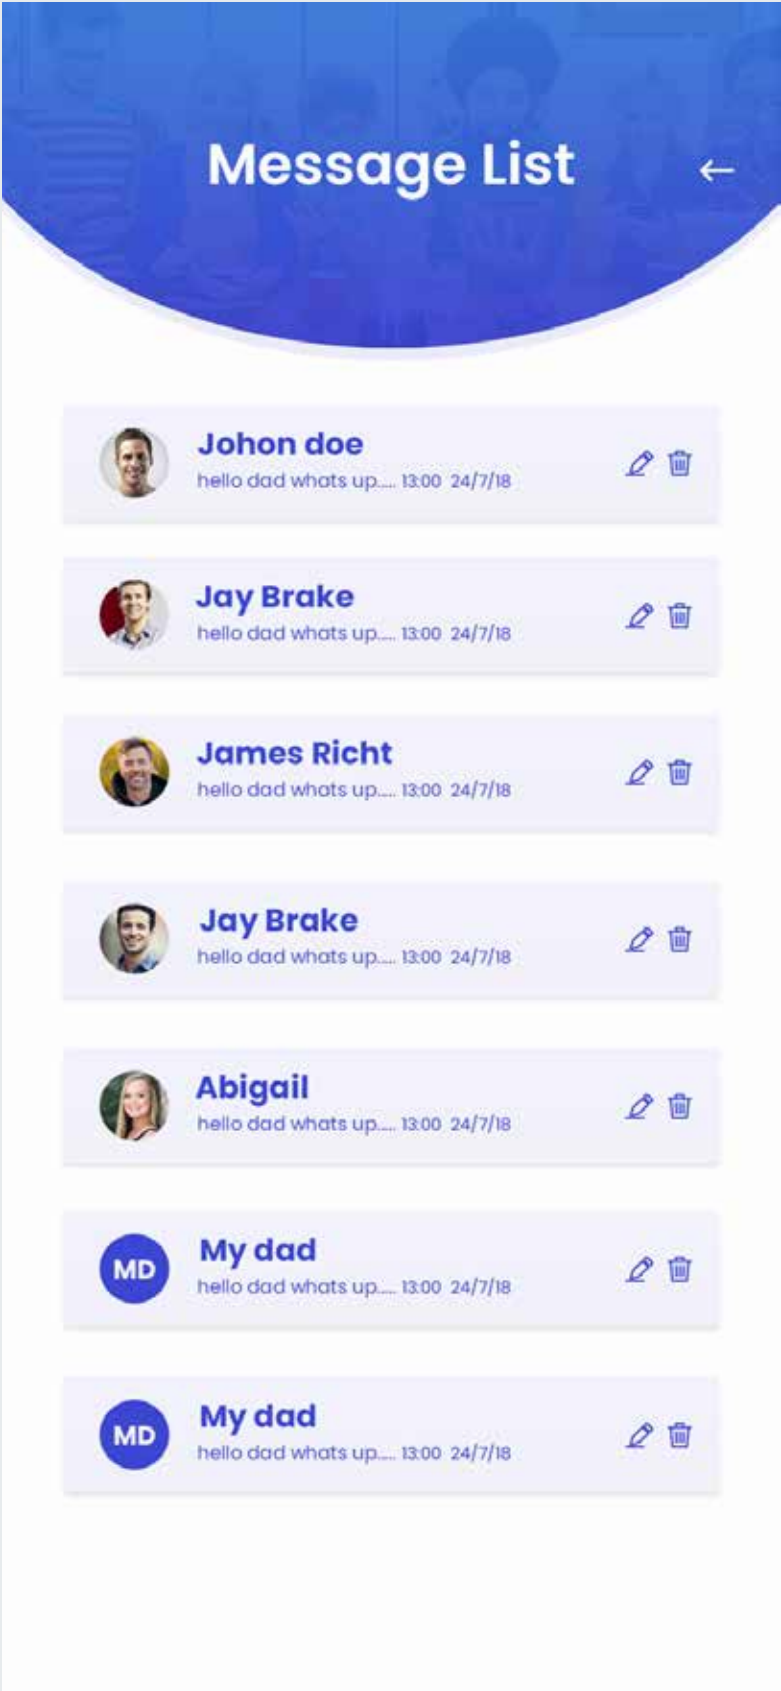 Message List
Johon doe
hello dad whats up.... 13:00 24/7/18
Jay Brake
hello dad whats up.... 13:00 24/7/18
James Richt
hello dad whats up.... 13:00 24/7/18
Jay Brake
hello dad whats up.... 13:00 24/7/18
Abigail
hello dad whats up.... 13:00 24/7/18
MD
My dad
hello dad whats up.... 13:00 24/7/18
MD
My dad
hello dad whats up.... 13:00 24/7/18